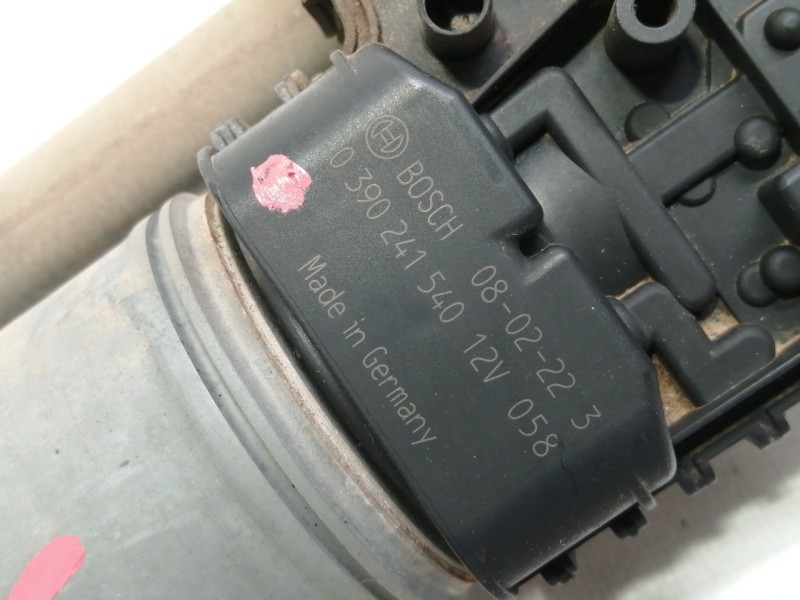 BOSCH 08-02-22 3
0 390 241 540 12V 058
Made in Germany